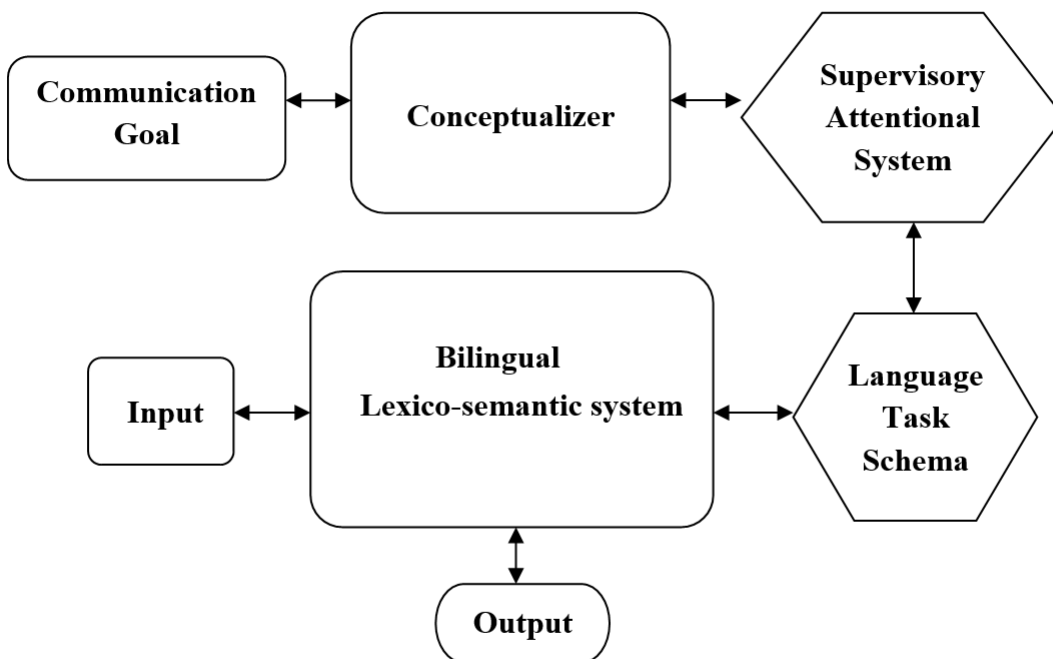 Communication
Goal
Conceptualizer
Supervisory
Attentional
System
Input
Bilingual
Lexico-semantic system
Language
Task
Schema
Output